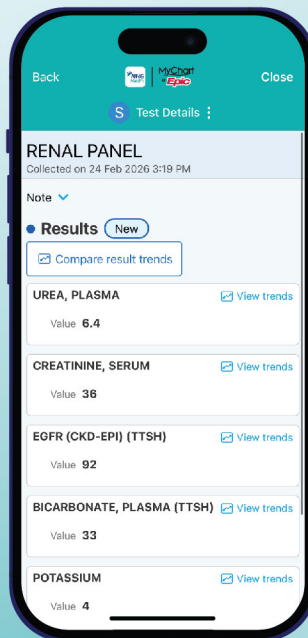 Back
NHG Health
MyChart
Epic
Close
S Test Details
RENAL PANEL
Collected on 24 Feb 2026 3:19 PM
Note
Results New
Compare result trends
UREA, PLASMA View trends
Value 6.4
CREATININE, SERUM View trends
Value 36
EGFR (CKD-EPI) (TTSH) View trends
Value 92
BICARBONATE, PLASMA (TTSH) View trends
Value 33
POTASSIUM View trends
Value 4